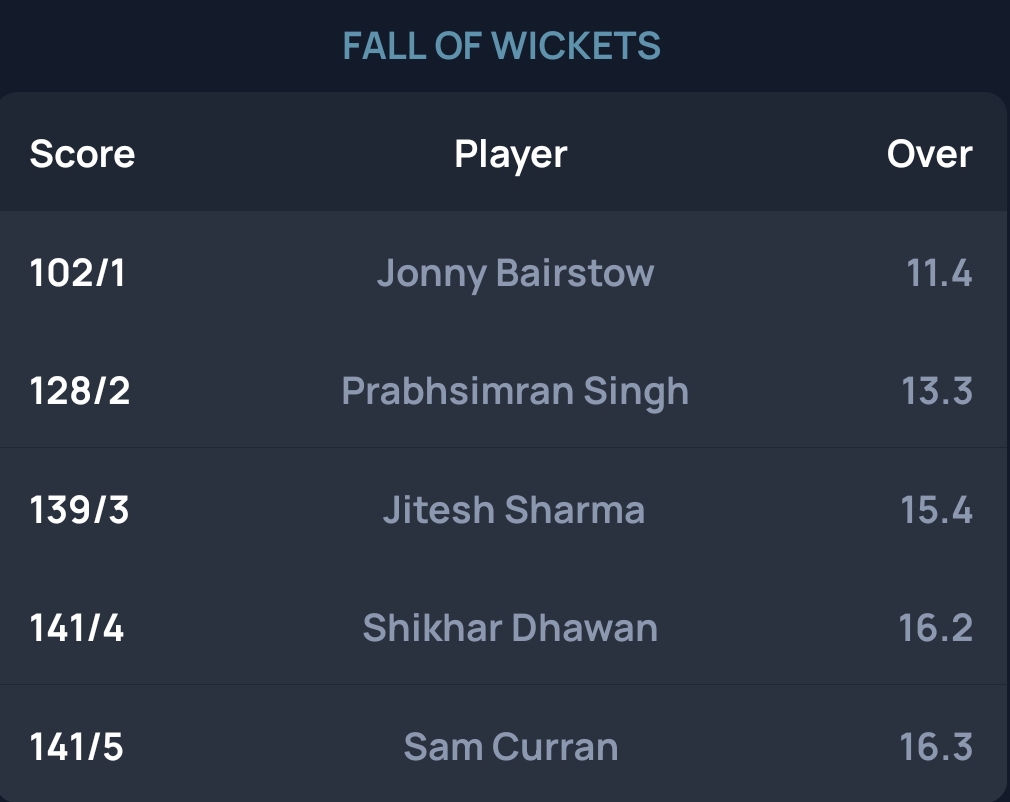 FALL OF WICKETS
Score Player Over
102/1 Jonny Bairstow 11.4
128/2 Prabhsimran Singh 13.3
139/3 Jitesh Sharma 15.4
141/4 Shikhar Dhawan 16.2
141/5 Sam Curran 16.3